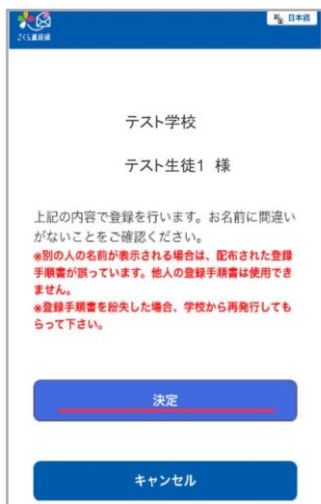 さくら連絡網
日本語
テスト学校
テスト生徒1 様
上記の内容で登録を行います。お名前に間違い
がないことをご確認ください。
※別の人の名前が表示される場合は、配布された登録
手順書が誤っています。他人の登録手順書は使用でき
ません。
※登録手順書を紛失した場合、学校から再発行しても
らって下さい。
決定
キャンセル